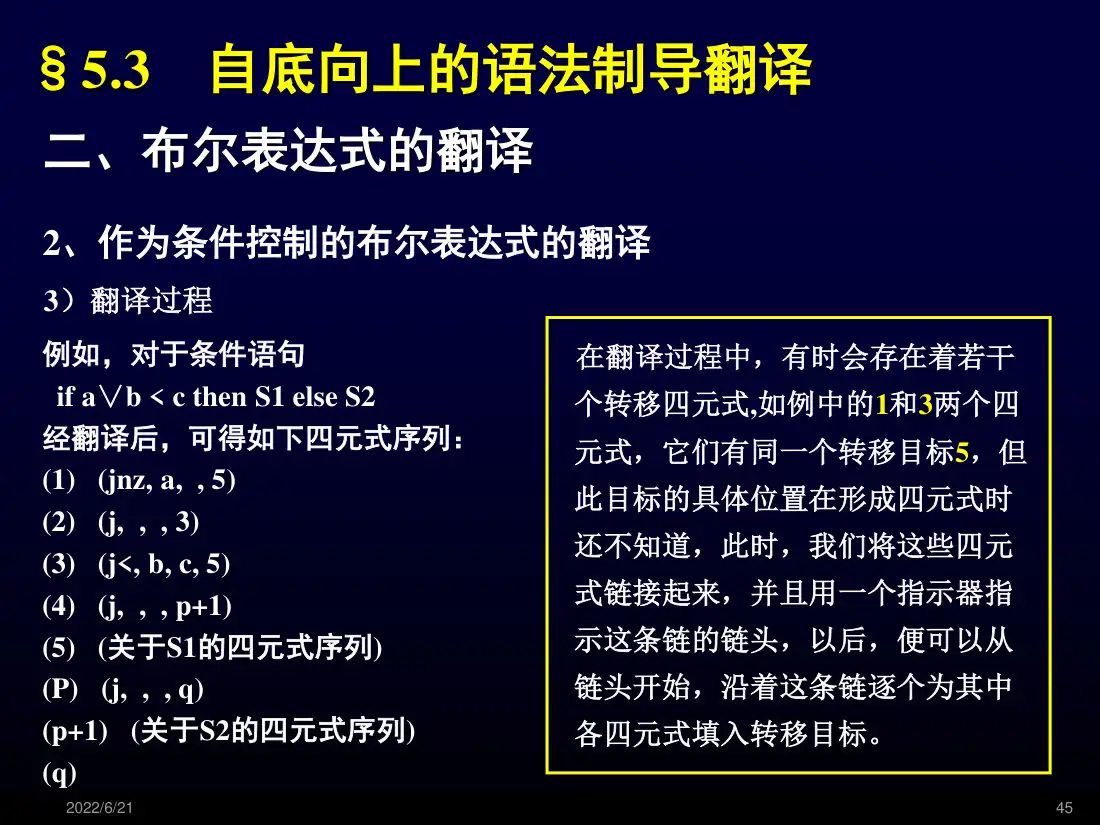 §5.3 自底向上的语法制导翻译
二、布尔表达式的翻译
2、作为条件控制的布尔表达式的翻译
3）翻译过程
例如，对于条件语句
if a∨b < c then S1 else S2
经翻译后，可得如下四元式序列：
(1) (jnz, a, , 5)
(2) (j, , , 3)
(3) (j<, b, c, 5)
(4) (j, , , p+1)
(5) (关于S1的四元式序列)
(P) (j, , , q)
(p+1) (关于S2的四元式序列)
(q)
在翻译过程中，有时会存在着若干
个转移四元式,如例中的1和3两个四
元式，它们有同一个转移目标5，但
此目标的具体位置在形成四元式时
还不知道，此时，我们将这些四元
式链接起来，并且用一个指示器指
示这条链的链头，以后，便可以从
链头开始，沿着这条链逐个为其中
各四元式填入转移目标。
2022/6/21
45